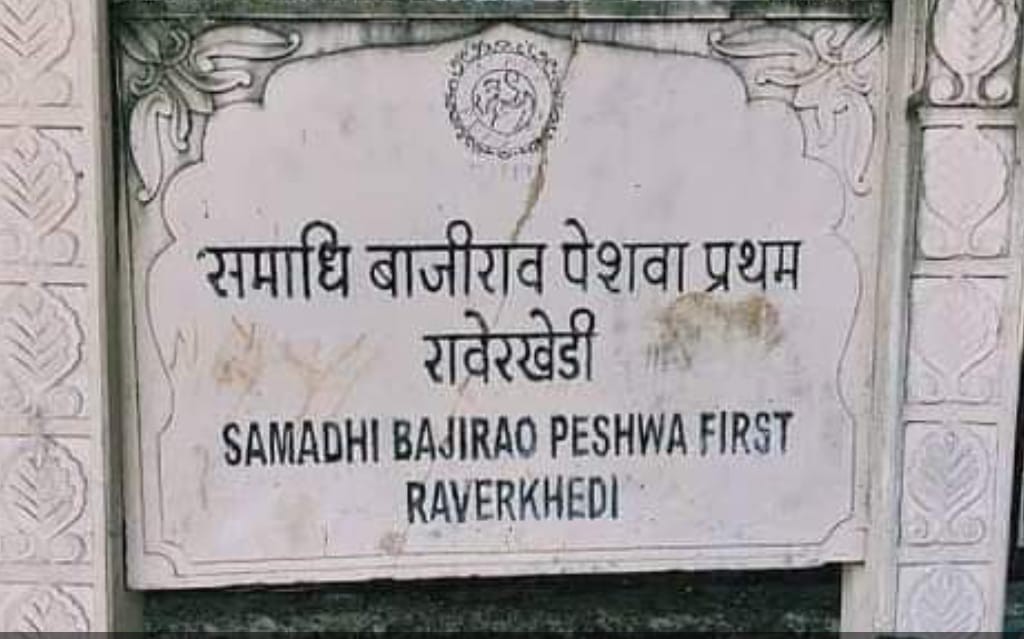 समाधि बाजीराव पेशवा प्रथम
रावेरखेडी
SAMADHI BAJIRAO PESHWA FIRST
RAVERKHEDI